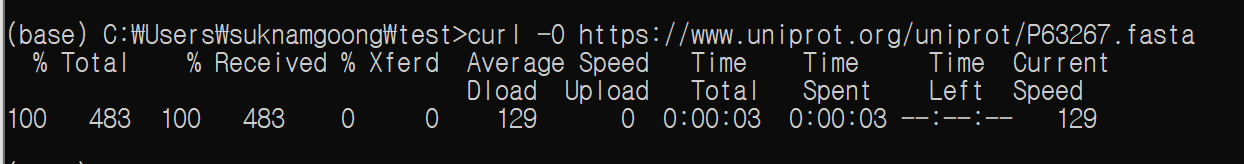 (base) C:₩Users₩suknamgoong₩test>curl -O https://www.uniprot.org/uniprot/P63267.fasta
% Total % Received % Xferd Average Speed Time Time Time Current
Dload Upload Total Spent Left Speed
100 483 100 483 0 0 129 0 0:00:03 0:00:03 --:--:-- 129